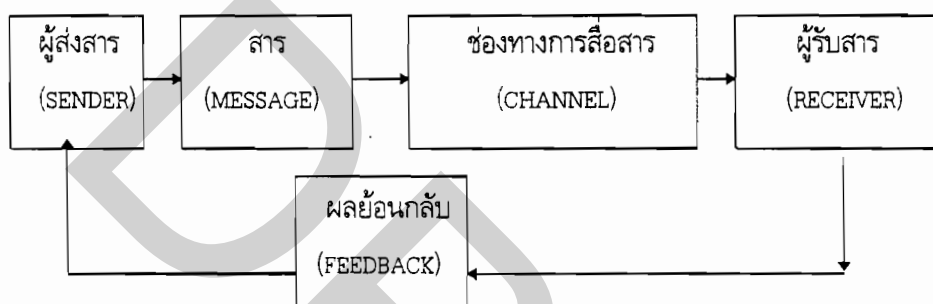 ผู้ส่งสาร
(SENDER)
สาร
(MESSAGE)
ช่องทางการสื่อสาร
(CHANNEL)
ผู้รับสาร
(RECEIVER)
ผลย้อนกลับ
(FEEDBACK)